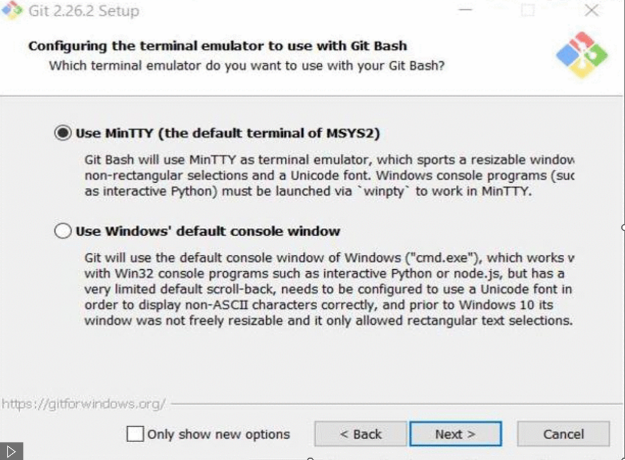 Git 2.26.2 Setup
Configuring the terminal emulator to use with Git Bash
Which terminal emulator do you want to use with your Git Bash?
Use MinTTY (the default terminal of MSYS2)
Git Bash will use MinTTY as terminal emulator, which sports a resizable window
non-rectangular selections and a Unicode font. Windows console programs (suc
as interactive Python) must be launched via `winpty` to work in MinTTY.
Use Windows' default console window
Git will use the default console window of Windows ("cmd.exe"), which works
with Win32 console programs such as interactive Python or node.js, but has a
very limited default scroll-back, needs to be configured to use a Unicode font in
order to display non-ASCII characters correctly, and prior to Windows 10 its
window was not freely resizable and it only allowed rectangular text selections.
https://gitforwindows.org/
Only show new options
< Back
Next >
Cancel